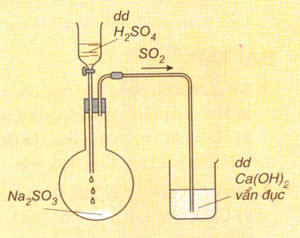 dd
H₂SO₄
SO₂
Na₂SO₃
dd
Ca(OH)₂
vẩn đục